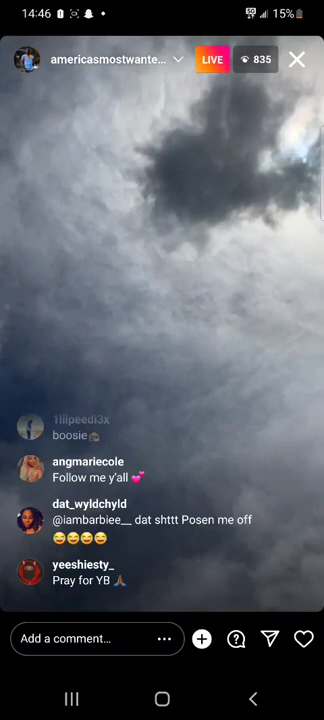 14:46
5G
15%
americasmostwante...
LIVE
835
1lilpeedi3x
boosie
angmariecole
Follow me y'all 💕
dat_wyldchyld
@iambarbiee__ dat shttt Posen me off
😂😂😂😂
yeeshiesty_
Pray for YB 🙏🏾
Add a comment...